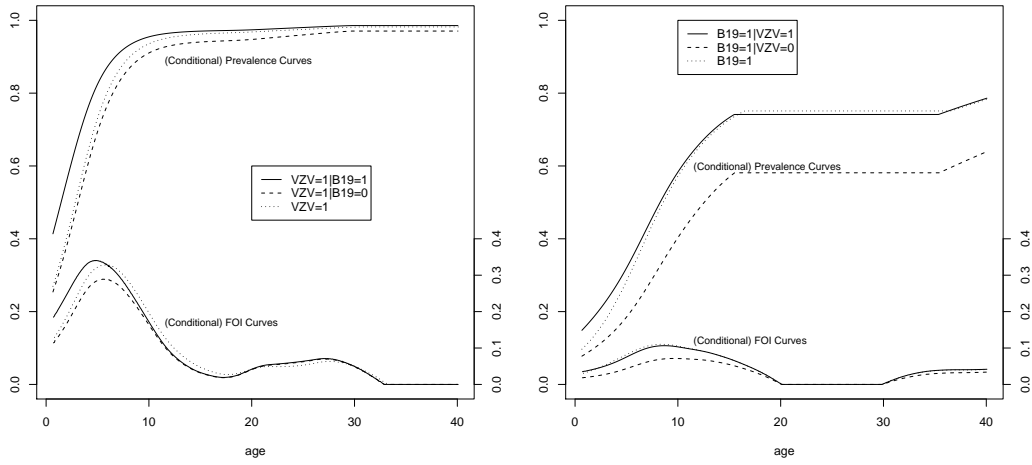 1.0
0.8
0.6
0.4
0.2
0.0
(Conditional) Prevalence Curves
VZV=1|B19=1
VZV=1|B19=0
VZV=1
(Conditional) FOI Curves
0.4
0.3
0.2
0.1
0.0
0 10 20 30 40
age
1.0
0.8
0.6
0.4
0.2
0.0
B19=1|VZV=1
B19=1|VZV=0
B19=1
(Conditional) Prevalence Curves
(Conditional) FOI Curves
0.4
0.3
0.2
0.1
0.0
0 10 20 30 40
age